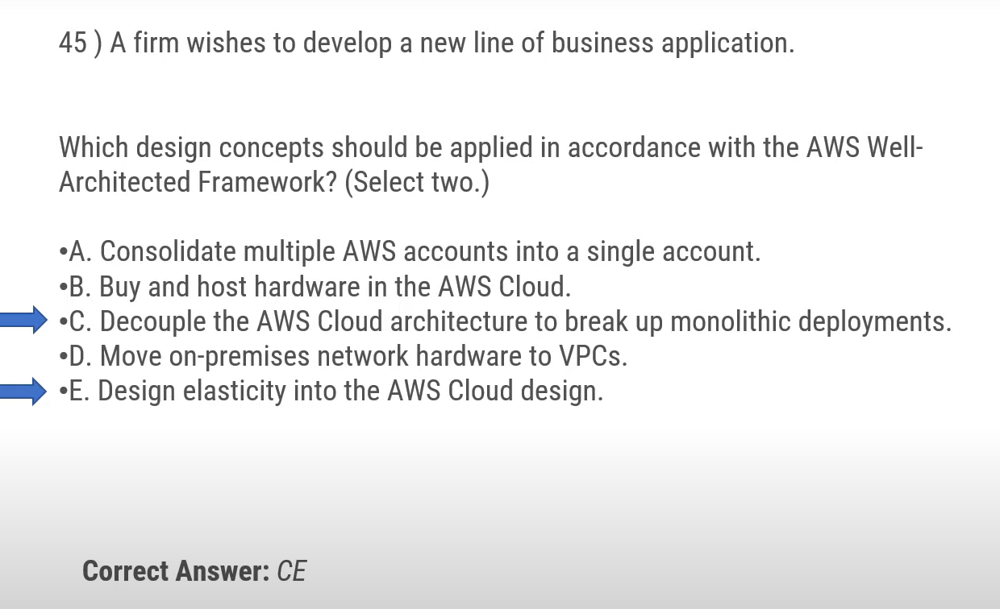 45 ) A firm wishes to develop a new line of business application.
Which design concepts should be applied in accordance with the AWS Well-
Architected Framework? (Select two.)
•A. Consolidate multiple AWS accounts into a single account.
•B. Buy and host hardware in the AWS Cloud.
•C. Decouple the AWS Cloud architecture to break up monolithic deployments.
•D. Move on-premises network hardware to VPCs.
•E. Design elasticity into the AWS Cloud design.
Correct Answer: CE